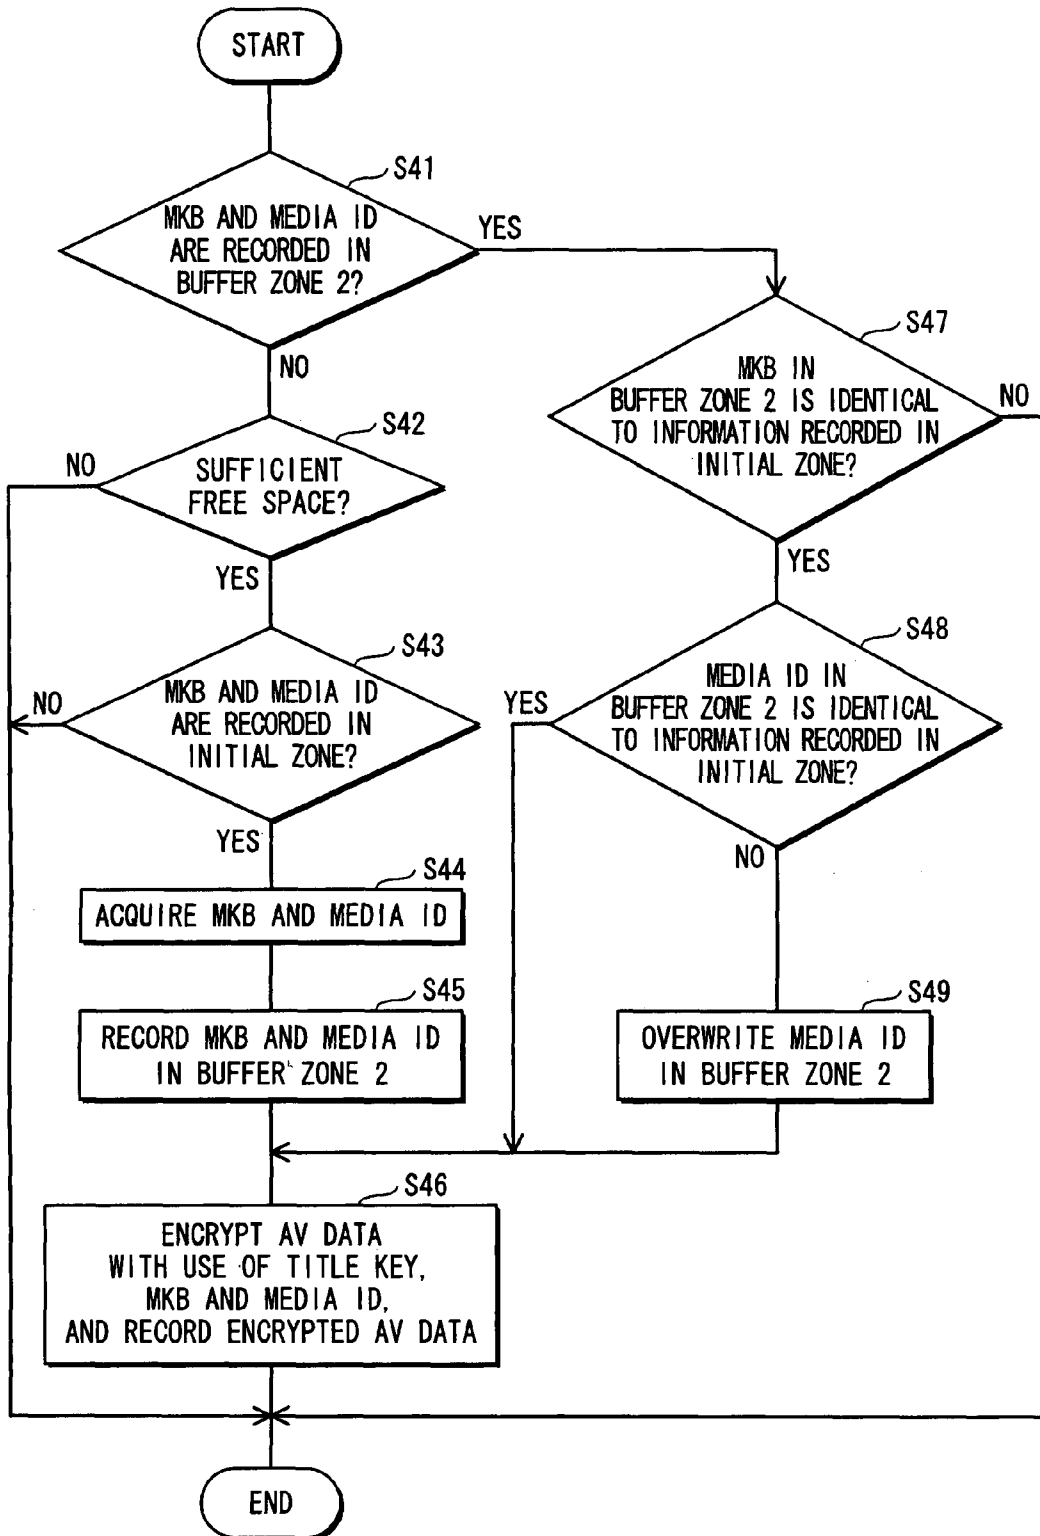 START
S41
MKB AND MEDIA ID
ARE RECORDED IN
BUFFER ZONE 2?
YES
NO
S47
MKB IN
BUFFER ZONE 2 IS IDENTICAL
TO INFORMATION RECORDED IN
INITIAL ZONE?
NO
YES
S42
NO
SUFFICIENT
FREE SPACE?
YES
S43
NO
MKB AND MEDIA ID
ARE RECORDED IN
INITIAL ZONE?
YES
S48
YES
MEDIA ID IN
BUFFER ZONE 2 IS IDENTICAL
TO INFORMATION RECORDED IN
INITIAL ZONE?
NO
S44
ACQUIRE MKB AND MEDIA ID
S45
RECORD MKB AND MEDIA ID
IN BUFFER ZONE 2
S49
OVERWRITE MEDIA ID
IN BUFFER ZONE 2
S46
ENCRYPT AV DATA
WITH USE OF TITLE KEY,
MKB AND MEDIA ID,
AND RECORD ENCRYPTED AV DATA
END